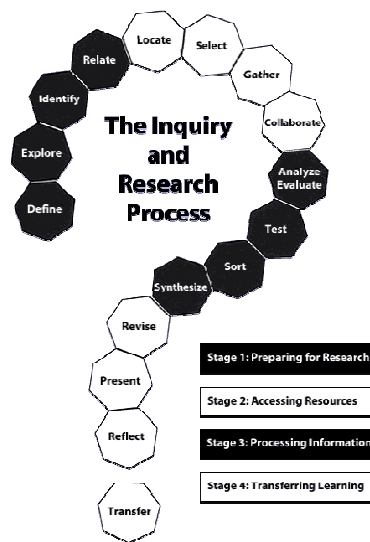 Define
Explore
Identify
Relate
Locate
Select
Gather
Collaborate
Analyze
Evaluate
Test
Sort
Synthesize
Revise
Present
Reflect
Transfer
The Inquiry
and
Research
Process
Stage 1: Preparing for Research
Stage 2: Accessing Resources
Stage 3: Processing Information
Stage 4: Transferring Learning